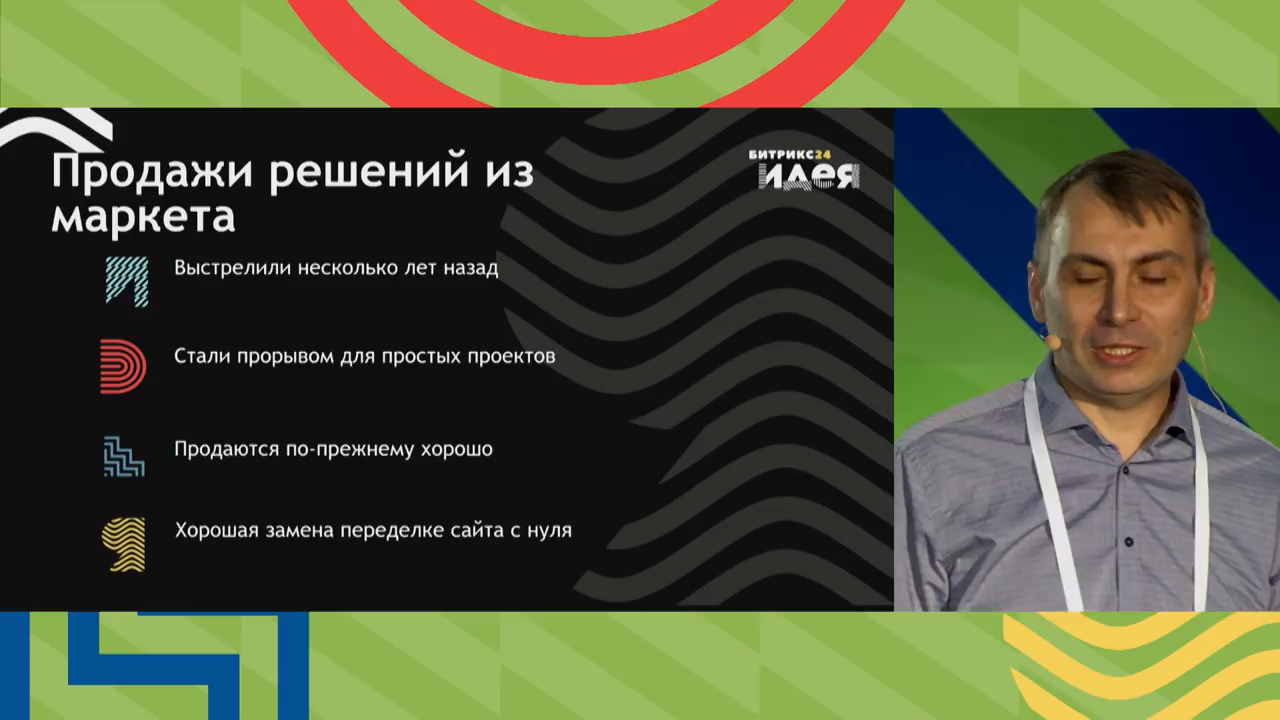 Продажи решений из
маркета
БИТРИКС24
идея
Выстрелили несколько лет назад
Стали прорывом для простых проектов
Продаются по-прежнему хорошо
Хорошая замена переделке сайта с нуля